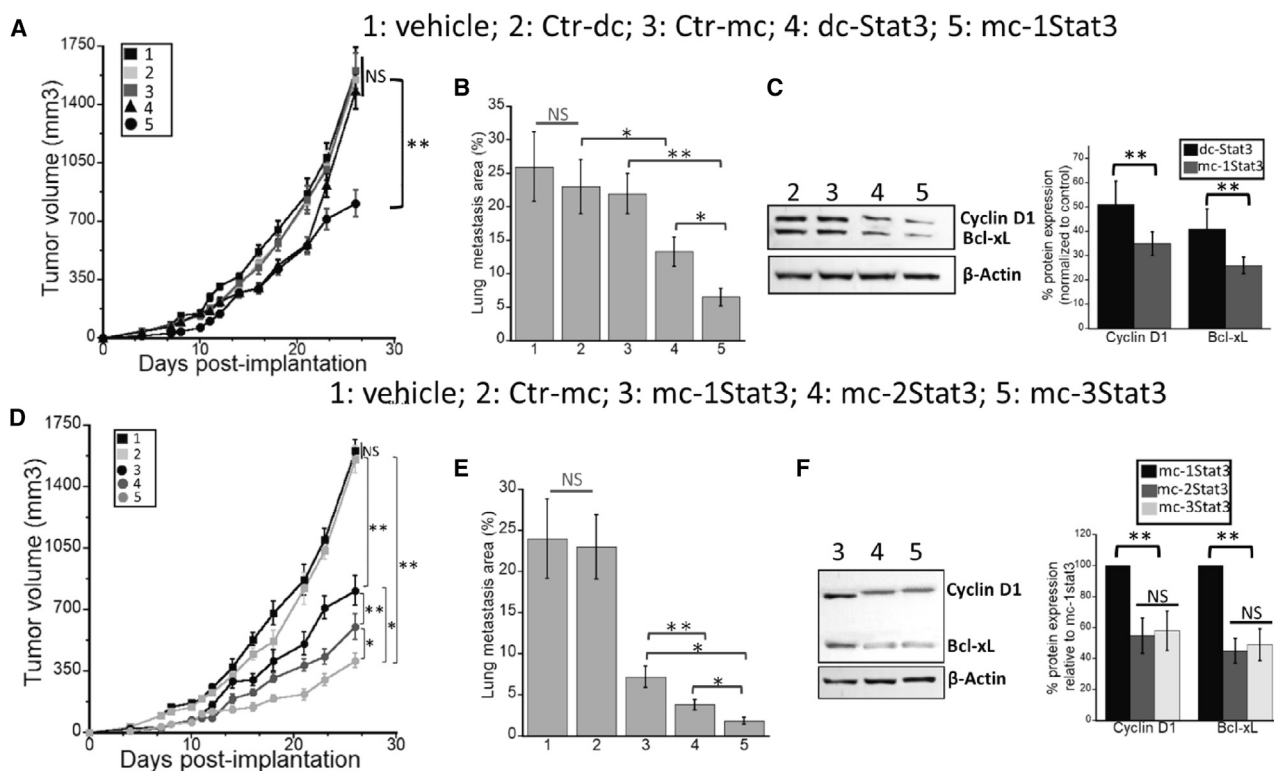 1: vehicle; 2: Ctr-dc; 3: Ctr-mc; 4: dc-Stat3; 5: mc-1Stat3
A
Tumor volume (mm3)
1750
1400
1050
700
350
0
0
10
20
30
Days post-implantation
1
2
3
4
5
NS
**
B
Lung metastasis area (%)
35
30
25
20
15
10
5
0
1
2
3
4
5
NS
*
**
*
C
2 3 4 5
Cyclin D1
Bcl-xL
β-Actin
% protein expression
(normalized to control)
70
60
50
40
30
20
10
0
dc-Stat3
mc-1Stat3
**
**
Cyclin D1
Bcl-xL
1: vehicle; 2: Ctr-mc; 3: mc-1Stat3; 4: mc-2Stat3; 5: mc-3Stat3
D
Tumor volume (mm3)
1750
1400
1050
700
350
0
0
10
20
30
Days post-implantation
1
2
3
4
5
NS
**
**
**
*
*
E
Lung metastasis area (%)
30
25
20
15
10
5
0
1
2
3
4
5
NS
**
*
*
F
3 4 5
Cyclin D1
Bcl-xL
β-Actin
mc-1Stat3
mc-2Stat3
mc-3Stat3
% protein expression
relative to mc-1stat3
120
100
80
60
40
20
0
**
NS
**
NS
Cyclin D1
Bcl-xL